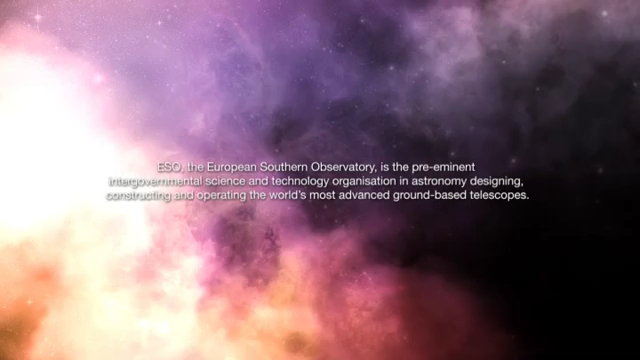 ESO, the European Southern Observatory, is the pre-eminent
intergovernmental science and technology organisation in astronomy designing,
constructing and operating the world's most advanced ground-based telescopes.